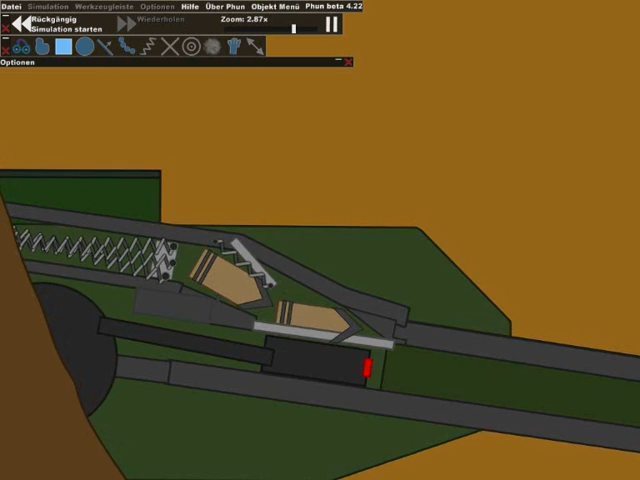 Datei Simulation Werkzeugleiste Optionen Hilfe Über Phun Objekt Menü Phun beta 4.22
Rückgängig Wiederholen Zoom: 2.87x
Simulation starten
Optionen